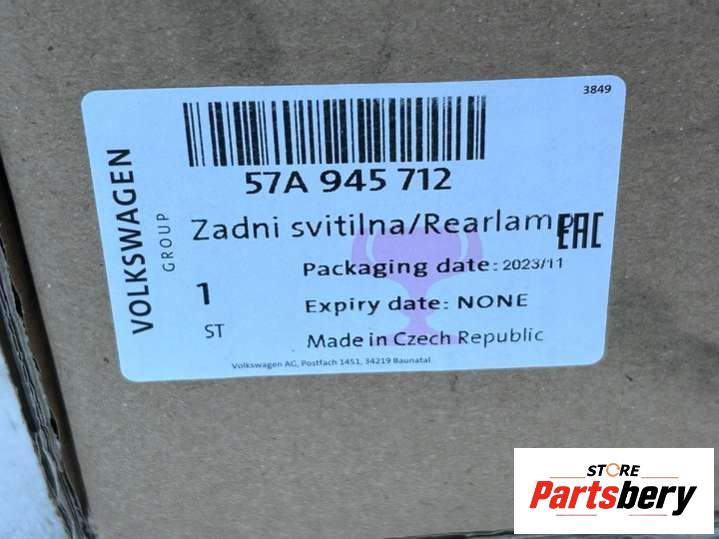 3849
VOLKSWAGEN
GROUP
57A 945 712
Zadni svitilna/Rearlamp
EAC
Packaging date: 2023/11
1
Expiry date: NONE
ST
Made in Czech Republic
Volkswagen AG, Postfach 1451, 34219 Baunatal
STORE
Partsbery